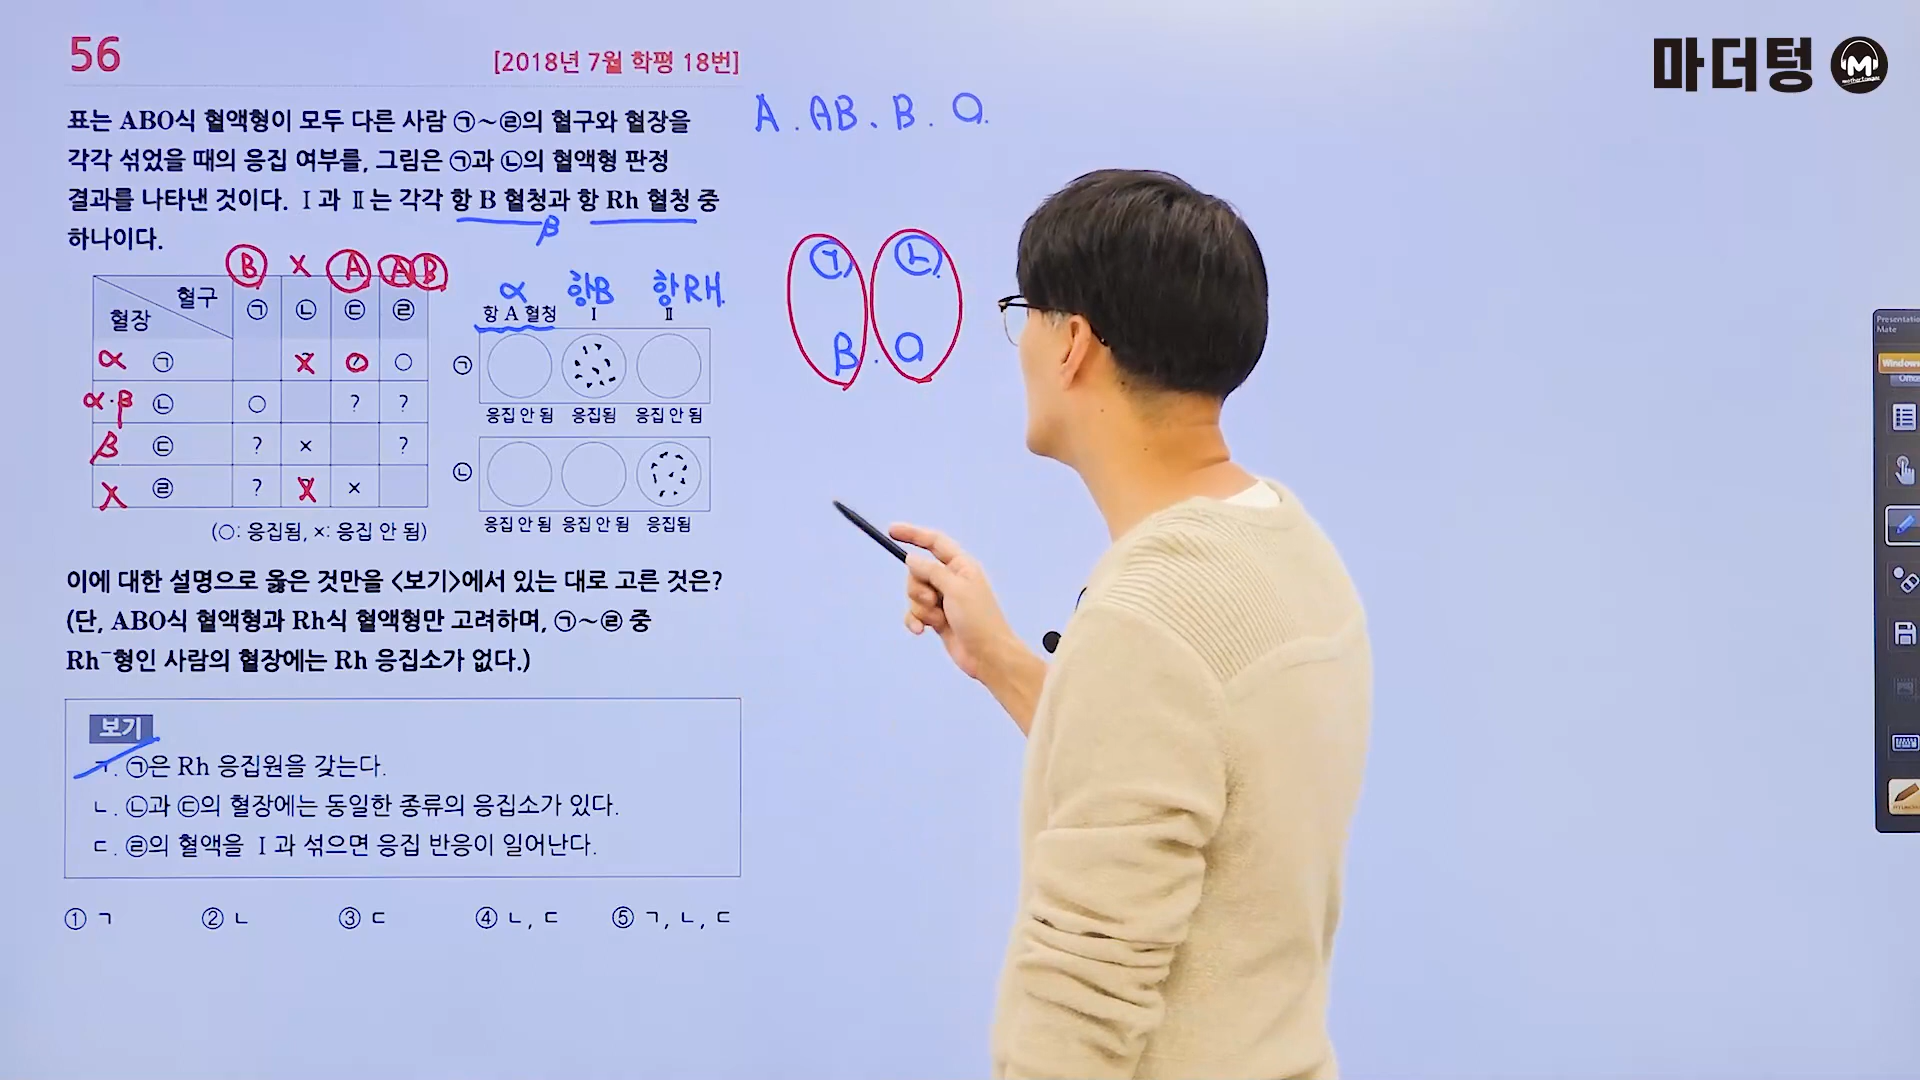 56
[2018년 7월 학평 18번]
마더텅 M
표는 ABO식 혈액형이 모두 다른 사람 ㉠~㉣의 혈구와 혈장을
각각 섞었을 때의 응집 여부를, 그림은 ㉠과 ㉡의 혈액형 판정
결과를 나타낸 것이다. Ⅰ과 Ⅱ는 각각 항 B 혈청과 항 Rh 혈청 중
β
하나이다.
A . AB . B . O.
㉠ ㉡
B . O
B X A AB
혈구 ㉠ ㉡ ㉢ ㉣
혈장
α ㉠ X O ○
α·β ㉡ ○ ? ?
β ㉢ ? × ?
X ㉣ ? X ×
(○: 응집됨, ×: 응집 안 됨)
α 항B 항RH.
항 A 혈청 Ⅰ Ⅱ
㉠
응집 안 됨 응집됨 응집 안 됨
㉡
응집 안 됨 응집 안 됨 응집됨
이에 대한 설명으로 옳은 것만을 <보기>에서 있는 대로 고른 것은?
(단, ABO식 혈액형과 Rh식 혈액형만 고려하며, ㉠~㉣ 중
Rh⁻형인 사람의 혈장에는 Rh 응집소가 없다.)
보기
ㄱ. ㉠은 Rh 응집원을 갖는다.
ㄴ. ㉡과 ㉢의 혈장에는 동일한 종류의 응집소가 있다.
ㄷ. ㉣의 혈액을 Ⅰ과 섞으면 응집 반응이 일어난다.
① ㄱ ② ㄴ ③ ㄷ ④ ㄴ, ㄷ ⑤ ㄱ, ㄴ, ㄷ
Presentatio
Mate
Windows